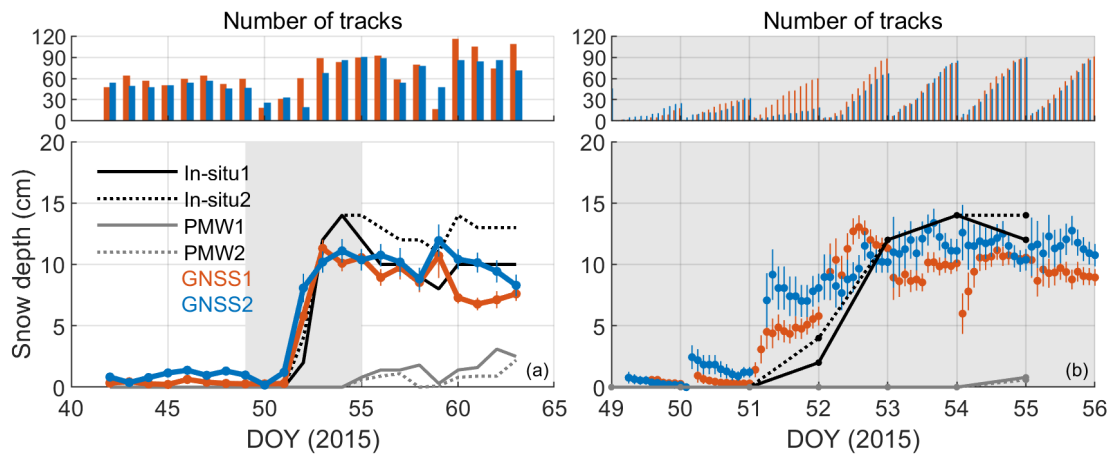 Number of tracks
120
90
60
30
0
20
15
10
5
0
Snow depth (cm)
In-situ1
In-situ2
PMW1
PMW2
GNSS1
GNSS2
(a)
40 45 50 55 60 65
DOY (2015)
Number of tracks
120
90
60
30
0
20
15
10
5
0
(b)
49 50 51 52 53 54 55 56
DOY (2015)